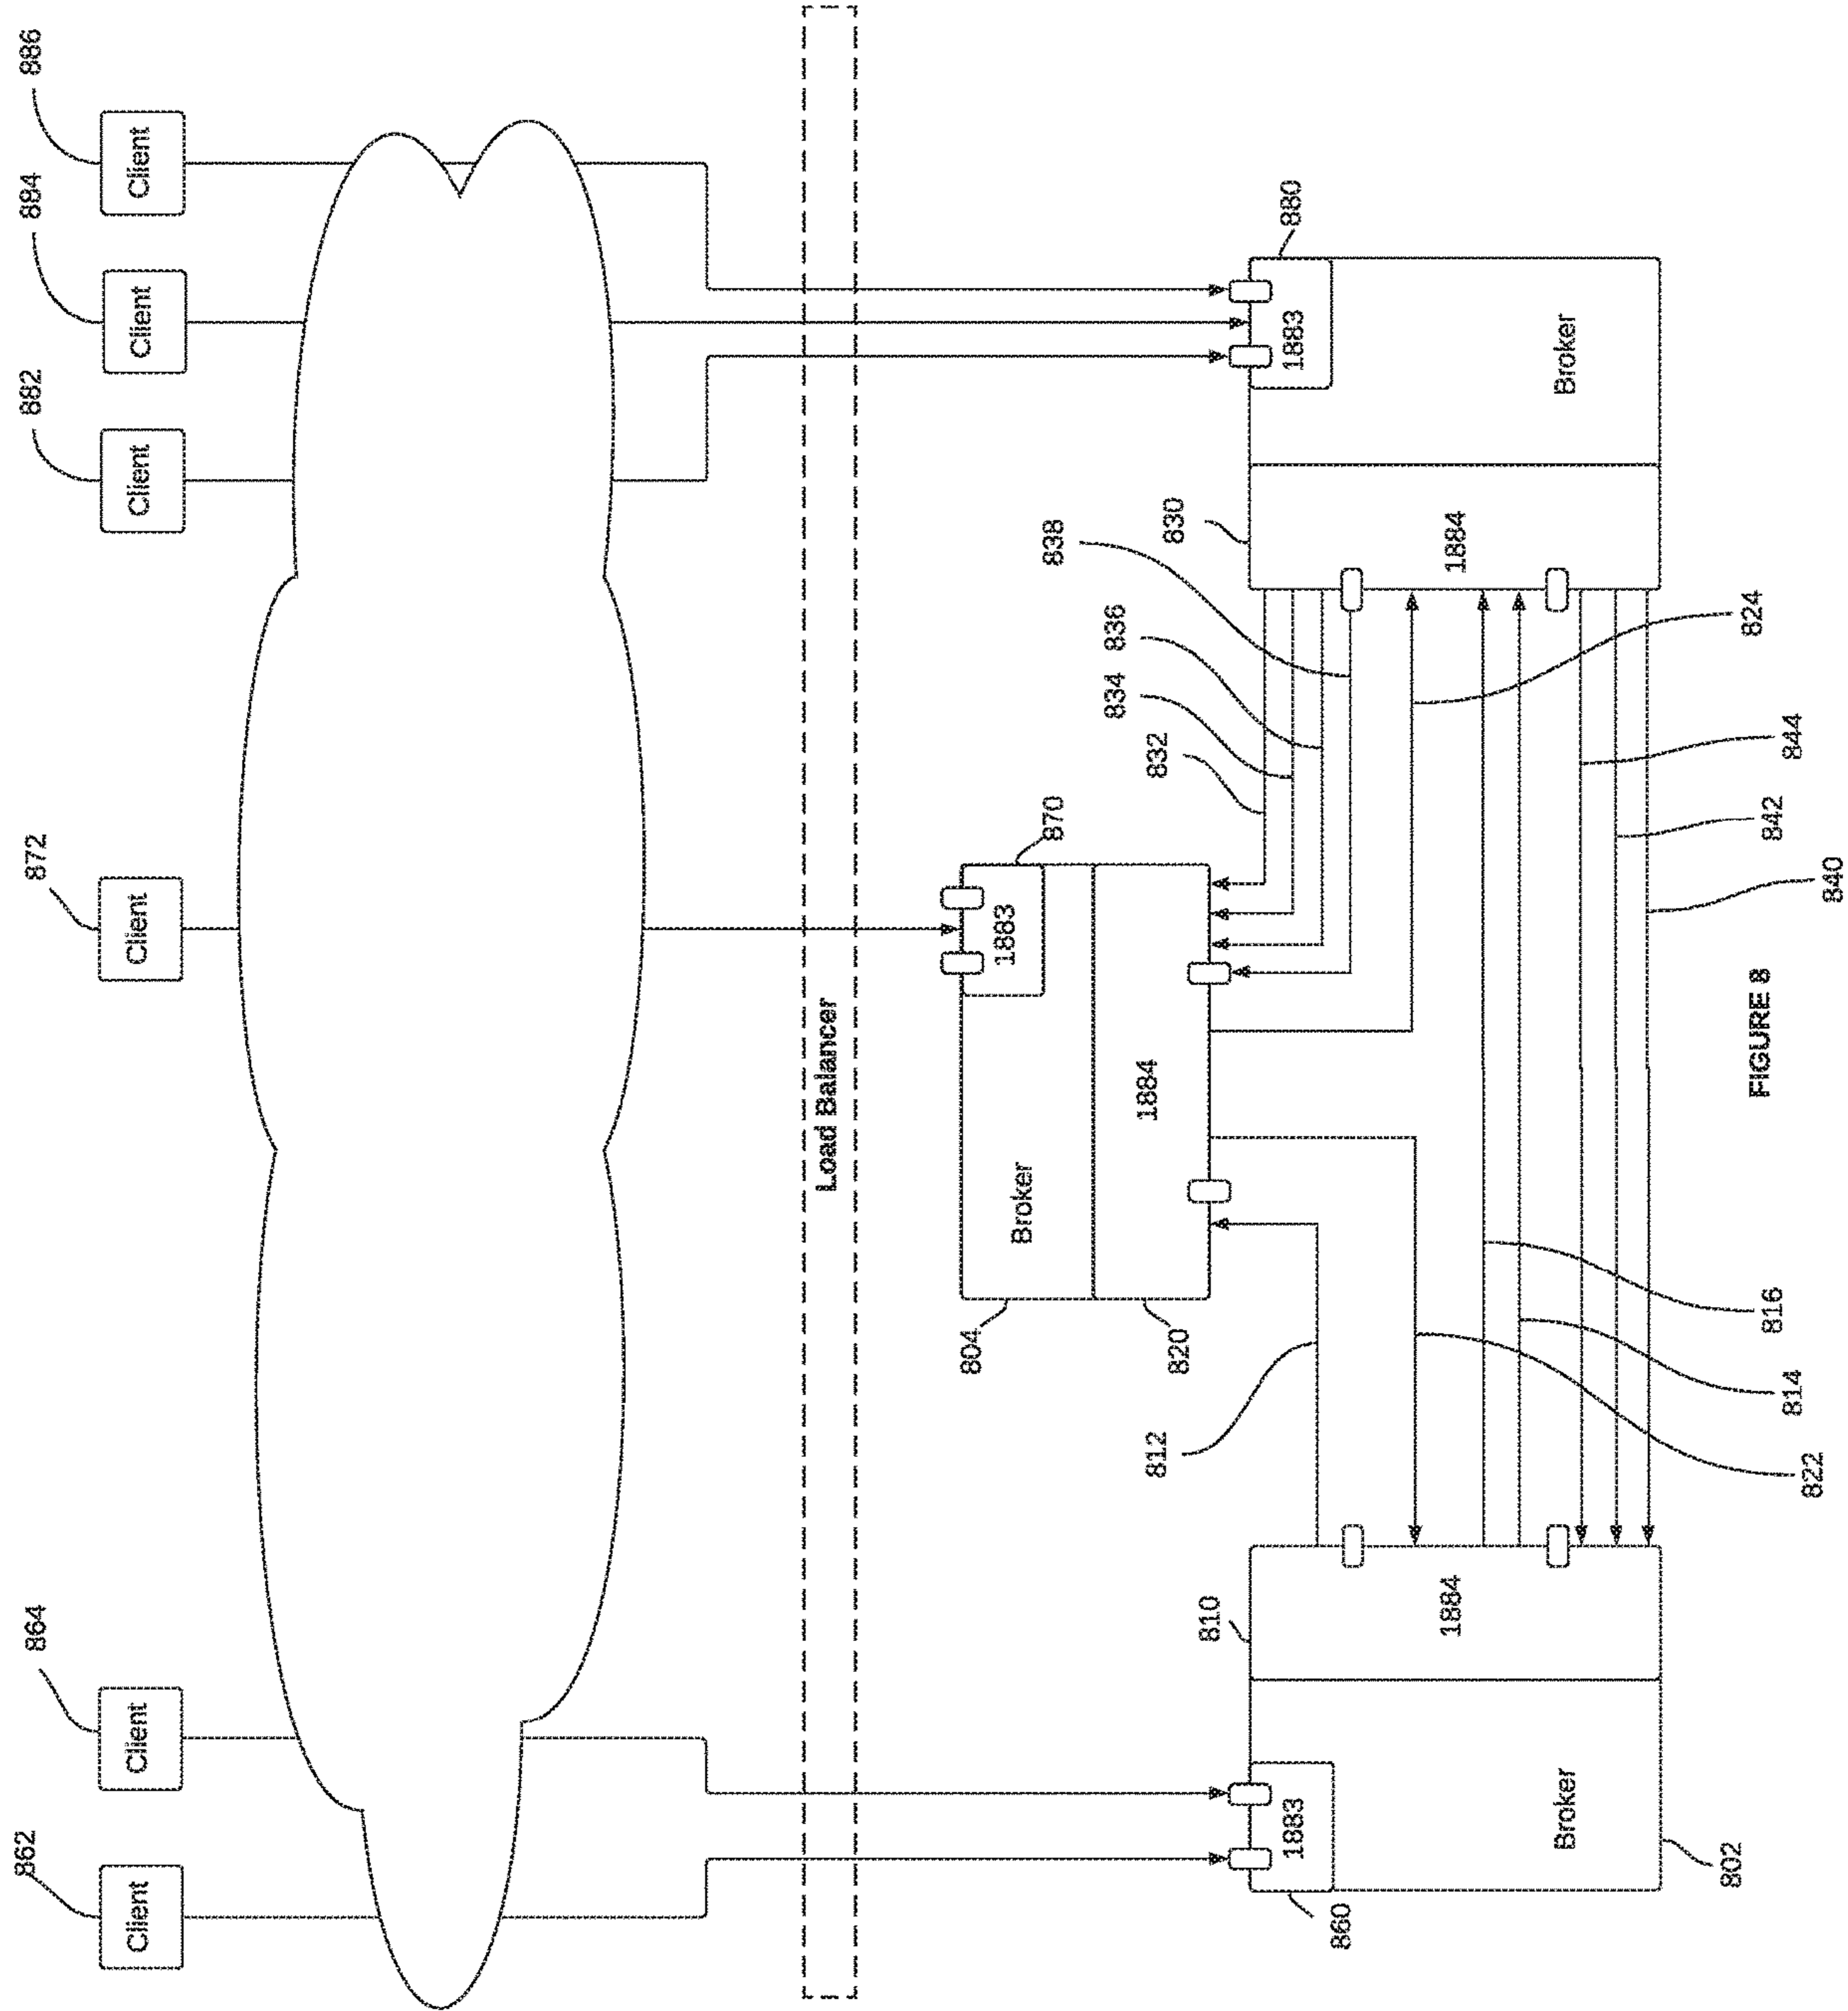 862
864
872
882
884
886
Client
Client
Client
Client
Client
Client
Load Balancer
804
Broker
1883
870
820
1884
812
832
834
836
838
860
1883
Broker
802
810
1884
830
1884
880
1883
Broker
822
814
816
840
842
844
824
FIGURE 8